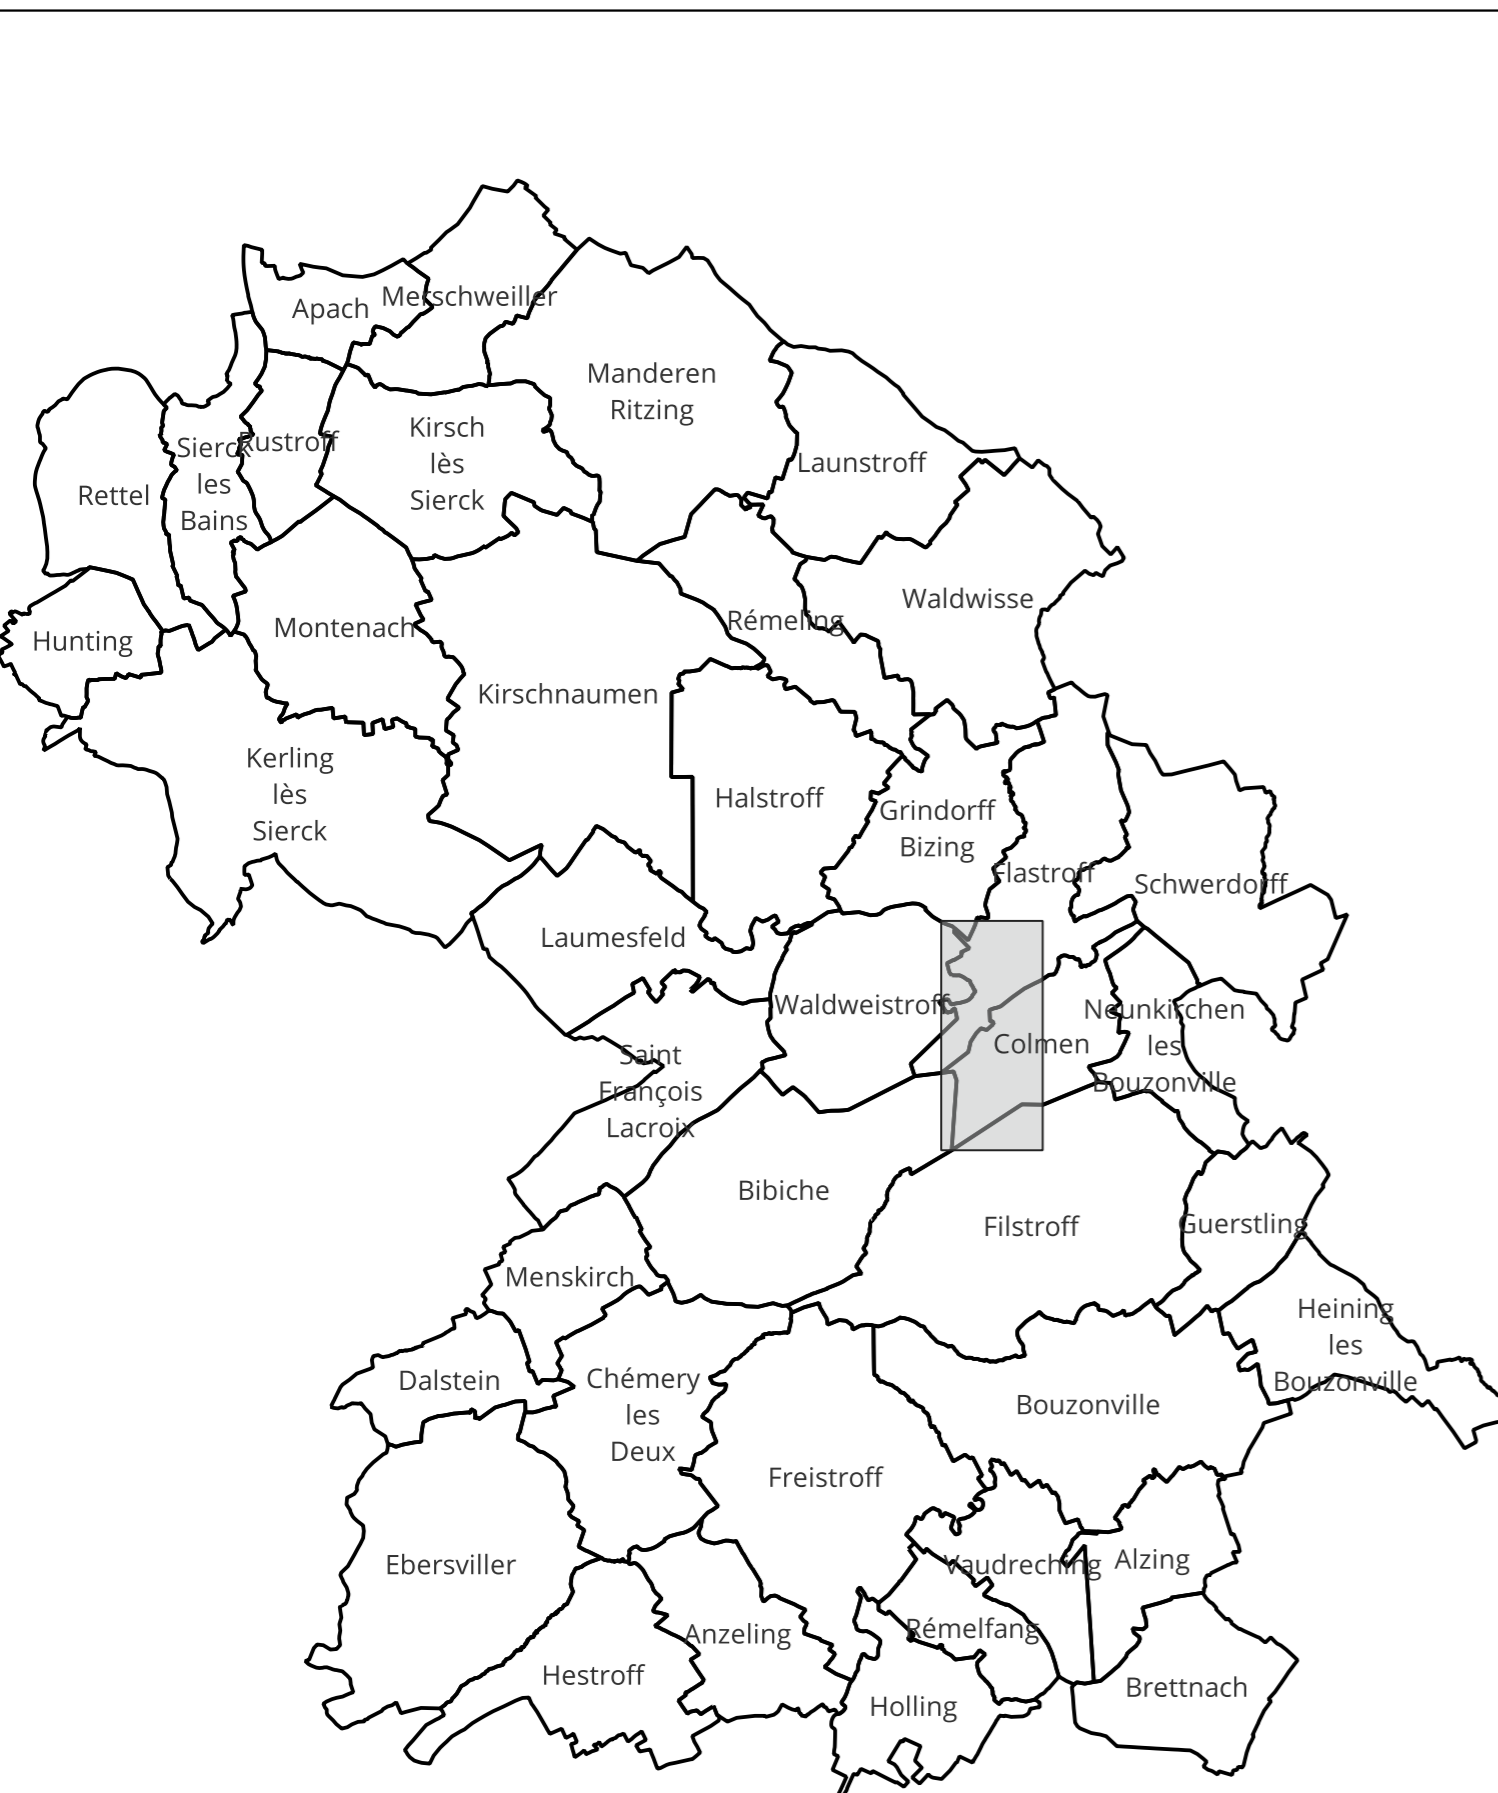 Apach
Merschweiller
Manderen
Ritzing
Kirsch
lès
Sierck
Rustroff
Sierck
les
Bains
Rettel
Launstroff
Waldwisse
Rémeling
Hunting
Montenach
Kirschnaumen
Kerling
lès
Sierck
Halstroff
Grindorff
Bizing
Flastroff
Schwerdorff
Laumesfeld
Waldweistroff
Colmen
Neunkirchen
les
Bouzonville
Saint
François
Lacroix
Bibiche
Filstroff
Guerstling
Menskirch
Heining
les
Bouzonville
Dalstein
Chémery
les
Deux
Bouzonville
Freistroff
Ebersviller
Vaudreching
Alzing
Rémelfang
Anzeling
Hestroff
Holling
Brettnach